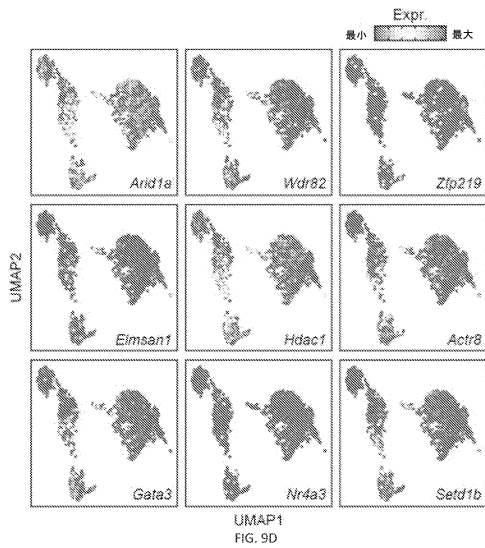 Expr.
最小 最大
Arid1a
Wdr82
Zfp219
Elmsan1
Hdac1
Actr8
Gata3
Nr4a3
Setd1b
UMAP2
UMAP1
FIG. 9D